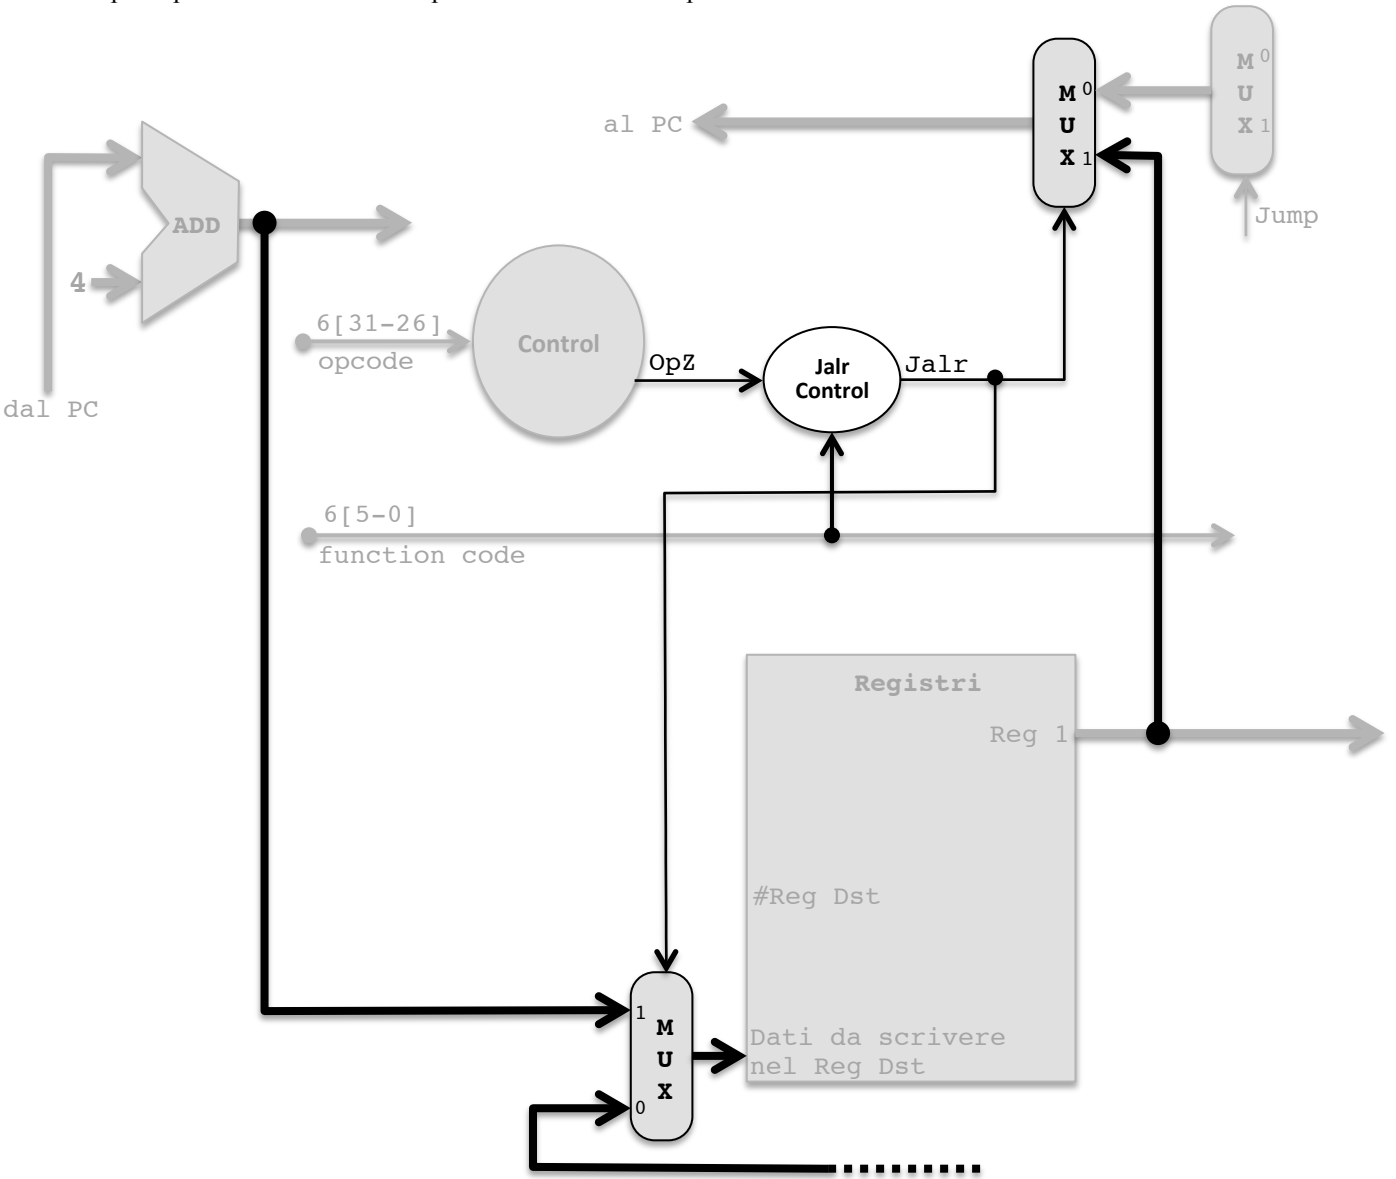 M 0
U
X 1
M 0
U
X 1
al PC
Jump
ADD
4
6[31-26]
opcode
Control
OpZ
Jalr
Control
Jalr
dal PC
6[5-0]
function code
Registri
Reg 1
#Reg Dst
1
M
U
X
0
Dati da scrivere
nel Reg Dst